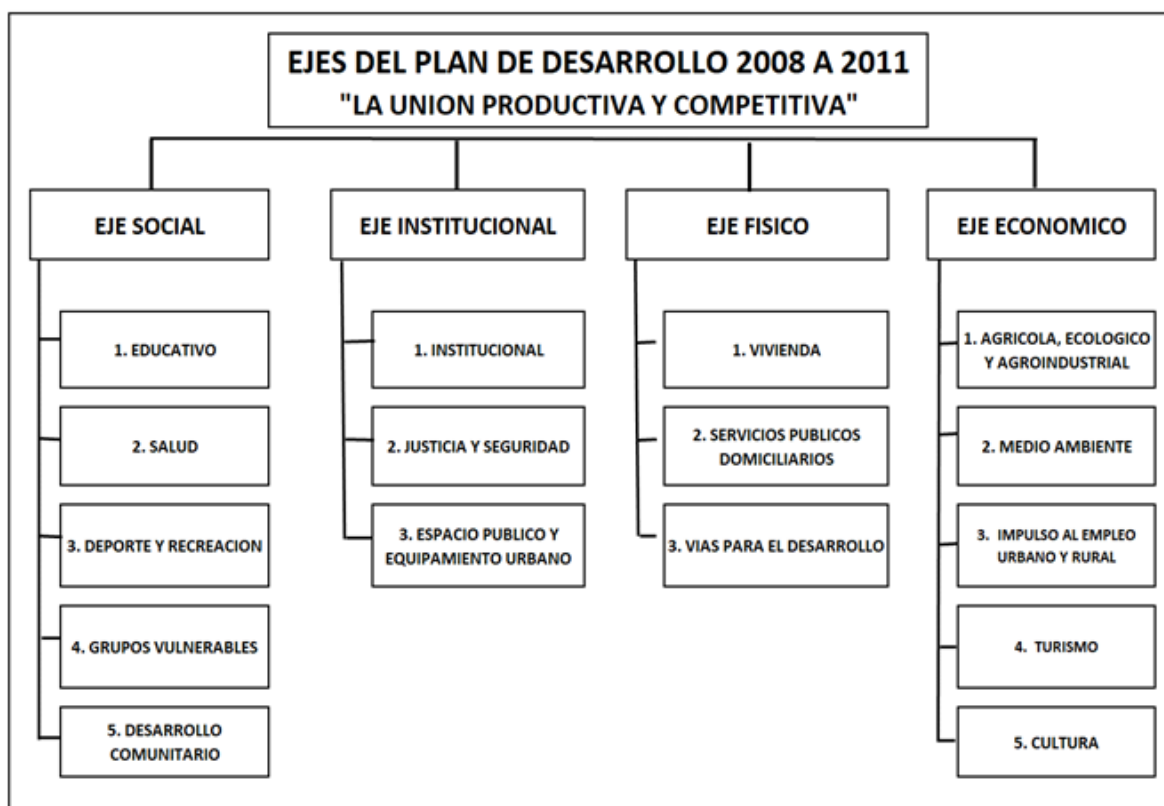 EJES DEL PLAN DE DESARROLLO 2008 A 2011
"LA UNION PRODUCTIVA Y COMPETITIVA"
EJE SOCIAL
1. EDUCATIVO
2. SALUD
3. DEPORTE Y RECREACION
4. GRUPOS VULNERABLES
5. DESARROLLO
COMUNITARIO
EJE INSTITUCIONAL
1. INSTITUCIONAL
2. JUSTICIA Y SEGURIDAD
3. ESPACIO PUBLICO Y
EQUIPAMIENTO URBANO
EJE FISICO
1. VIVIENDA
2. SERVICIOS PUBLICOS
DOMICILIARIOS
3. VIAS PARA EL DESARROLLO
EJE ECONOMICO
1. AGRICOLA, ECOLOGICO
Y AGROINDUSTRIAL
2. MEDIO AMBIENTE
3. IMPULSO AL EMPLEO
URBANO Y RURAL
4. TURISMO
5. CULTURA